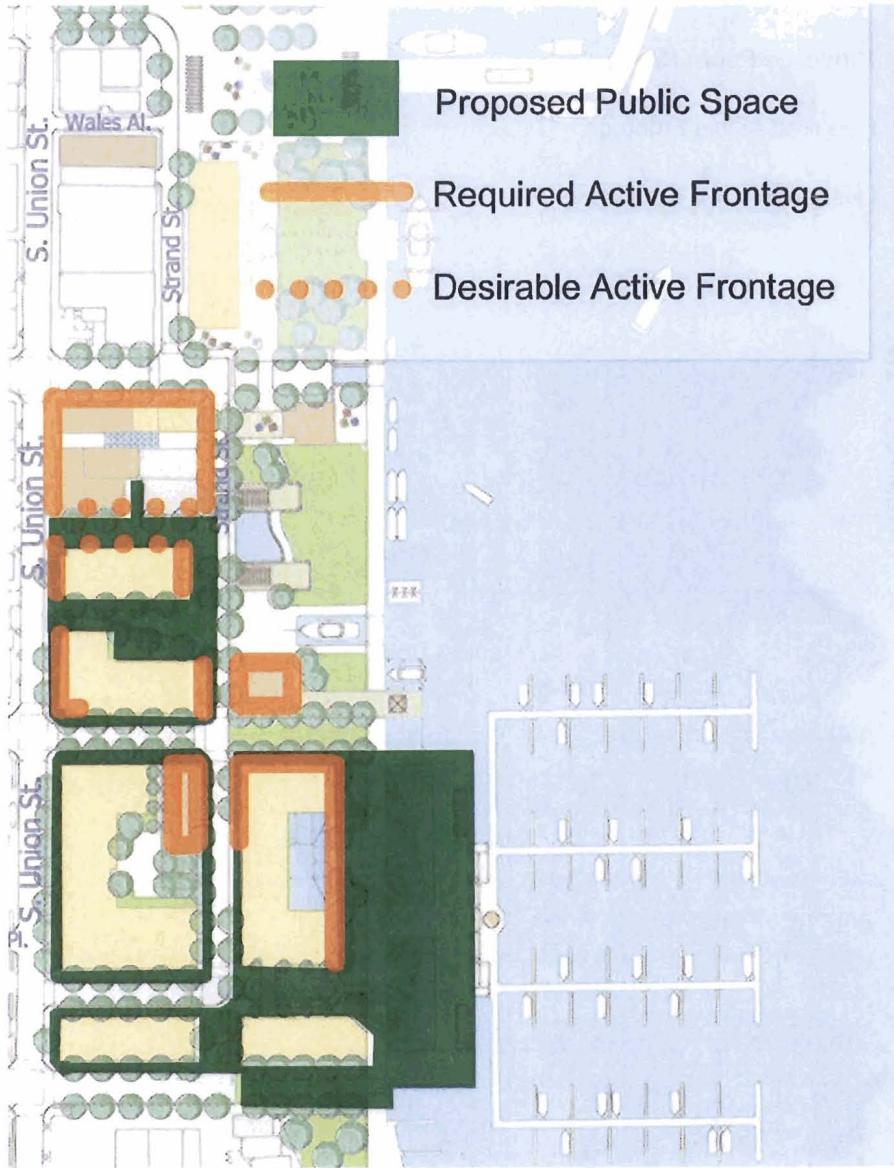 Proposed Public Space
Wales Al.
S. Union St.
Required Active Frontage
Strand St.
Desirable Active Frontage
S. Union St.
Strand St.
S. Union St.